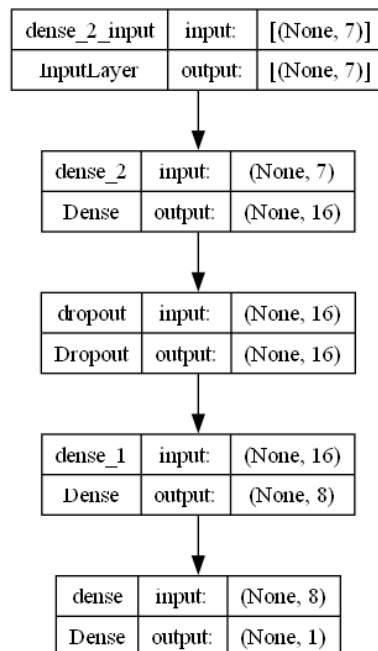 dense_2_input input: [(None, 7)]
InputLayer output: [(None, 7)]
dense_2 input: (None, 7)
Dense output: (None, 16)
dropout input: (None, 16)
Dropout output: (None, 16)
dense_1 input: (None, 16)
Dense output: (None, 8)
dense input: (None, 8)
Dense output: (None, 1)